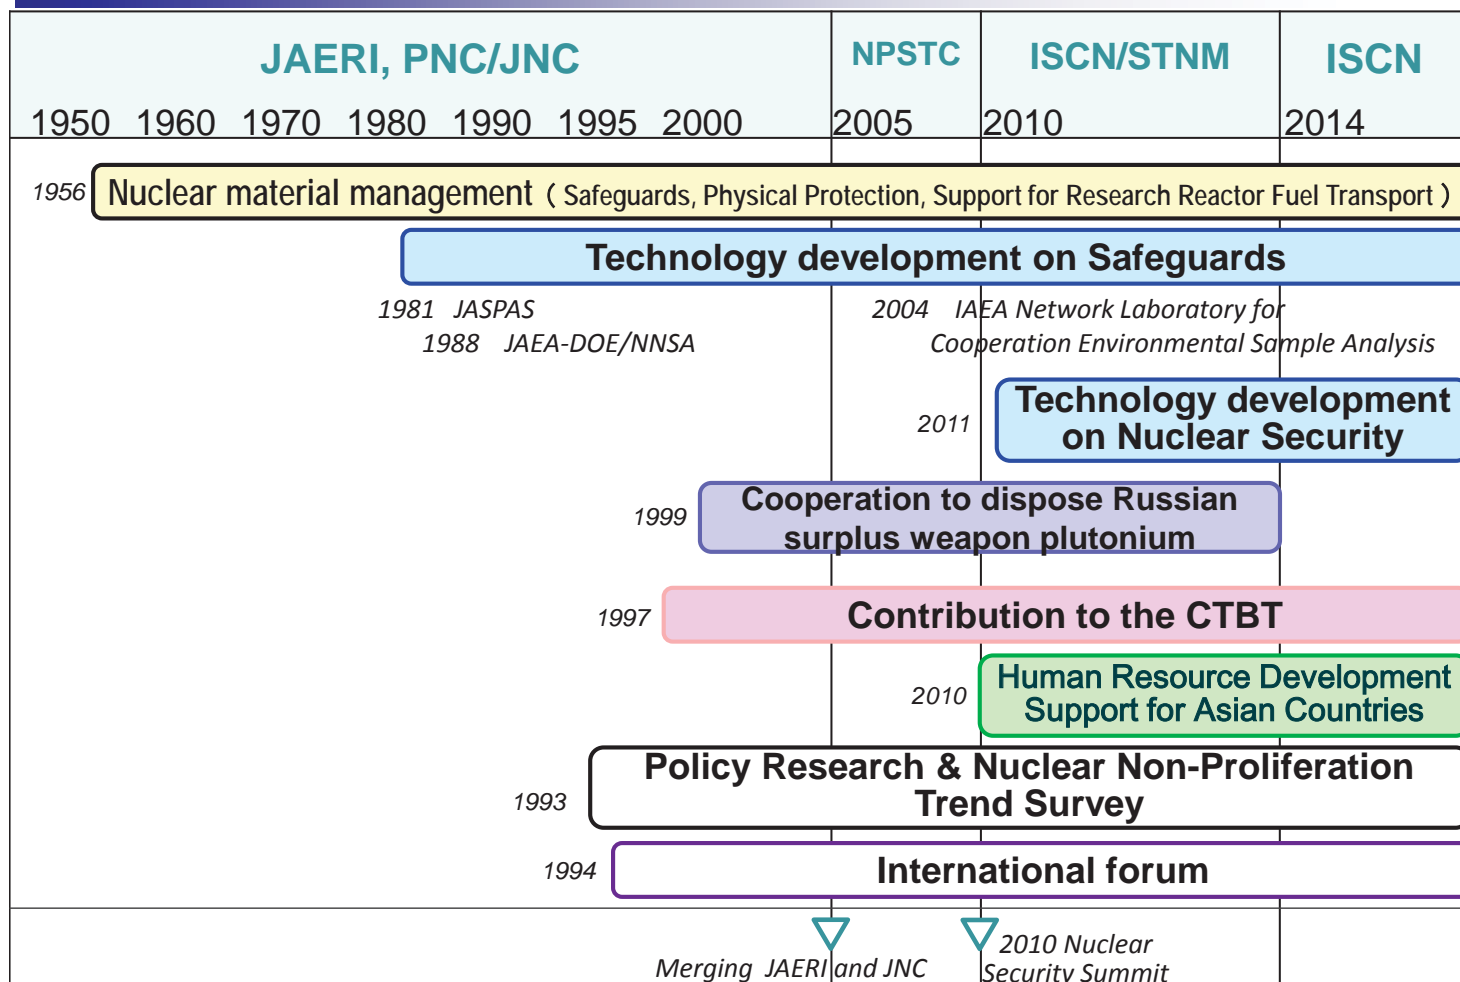 JAERI, PNC/JNC NPSTC ISCN/STNM ISCN
1950 1960 1970 1980 1990 1995 2000 2005 2010 2014
1956 Nuclear material management ( Safeguards, Physical Protection, Support for Research Reactor Fuel Transport )
Technology development on Safeguards
1981 JASPAS 2004 IAEA Network Laboratory for
1988 JAEA-DOE/NNSA Cooperation Environmental Sample Analysis
2011 Technology development
on Nuclear Security
1999 Cooperation to dispose Russian
surplus weapon plutonium
1997 Contribution to the CTBT
2010 Human Resource Development
Support for Asian Countries
1993 Policy Research & Nuclear Non-Proliferation
Trend Survey
1994 International forum
Merging JAERI and JNC
2010 Nuclear
Security Summit